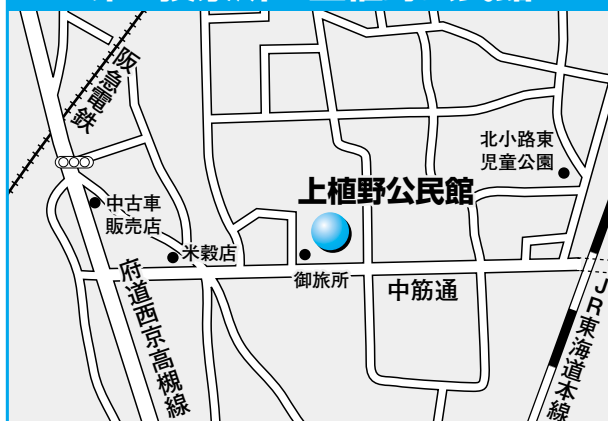 阪急電鉄
北小路東
児童公園
上植野公民館
中古車
販売店
米穀店
御旅所
中筋通
府道西京高槻線
JR東海道本線